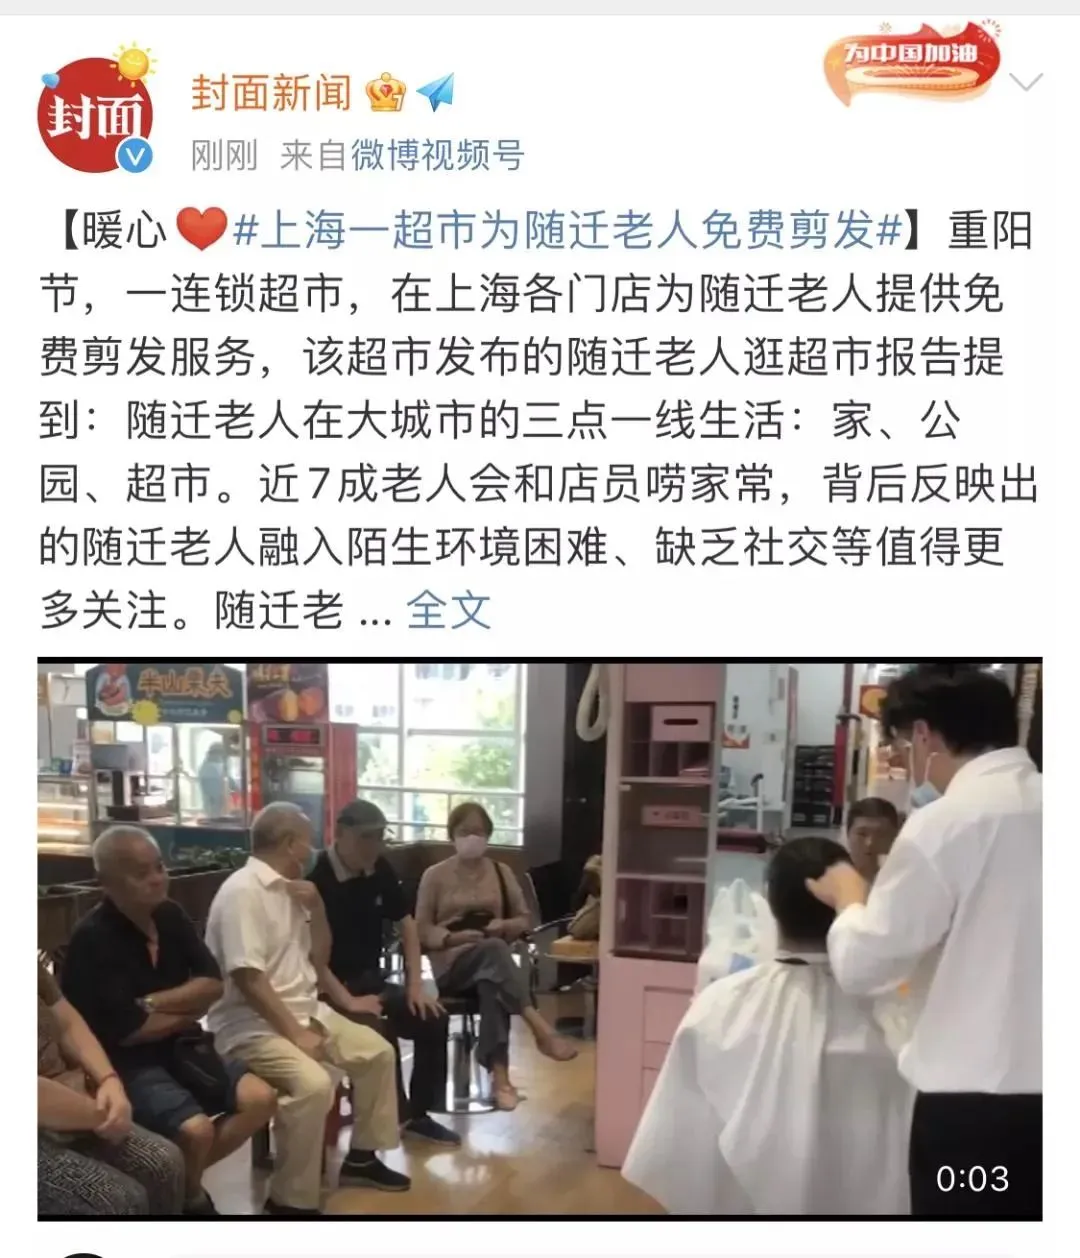 为中国加油
封面
封面新闻
刚刚 来自微博视频号
【暖心❤️#上海一超市为随迁老人免费剪发#】重阳
节，一连锁超市，在上海各门店为随迁老人提供免
费剪发服务，该超市发布的随迁老人逛超市报告提
到：随迁老人在大城市的三点一线生活：家、公
园、超市。近7成老人会和店员唠家常，背后反映出
的随迁老人融入陌生环境困难、缺乏社交等值得更
多关注。随迁老 ... 全文
半山果夫
0:03